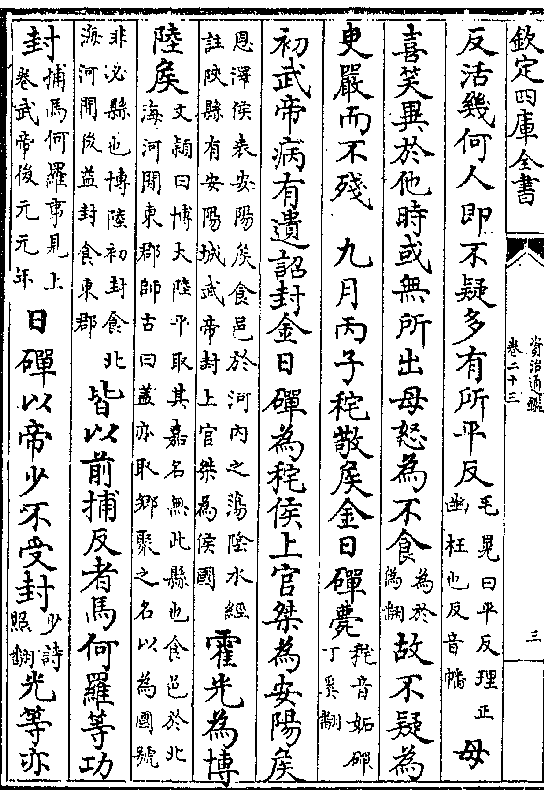 欽定四庫全書
資治通鑑
卷二十三
三
反活幾何人即不疑多有所平反毛晃曰平反理正幽枉也反音幡母
喜笑異於他時或無所出母怒為不食為於偽翻故不疑為
吏嚴而不殘　九月丙子秺敬侯金日磾薨秺音妬磾丁奚翻
初武帝病有遺詔封金日磾為秺侯上官桀為安陽侯
恩澤侯表安陽侯食邑於河內之蕩陰水經註陜縣有安陽城武帝封上官桀為侯國霍光為博
陸侯文頴曰博大陸平取其嘉名無此縣也食邑於北海河間東郡師古曰蓋亦取鄉聚之名以為國號
非必縣也博陸初封食北海河間後益封食東郡皆以前捕反者馬何羅等功
封捕馬何羅事見上卷武帝後元元年日磾以帝少不受封少詩照翻光等亦